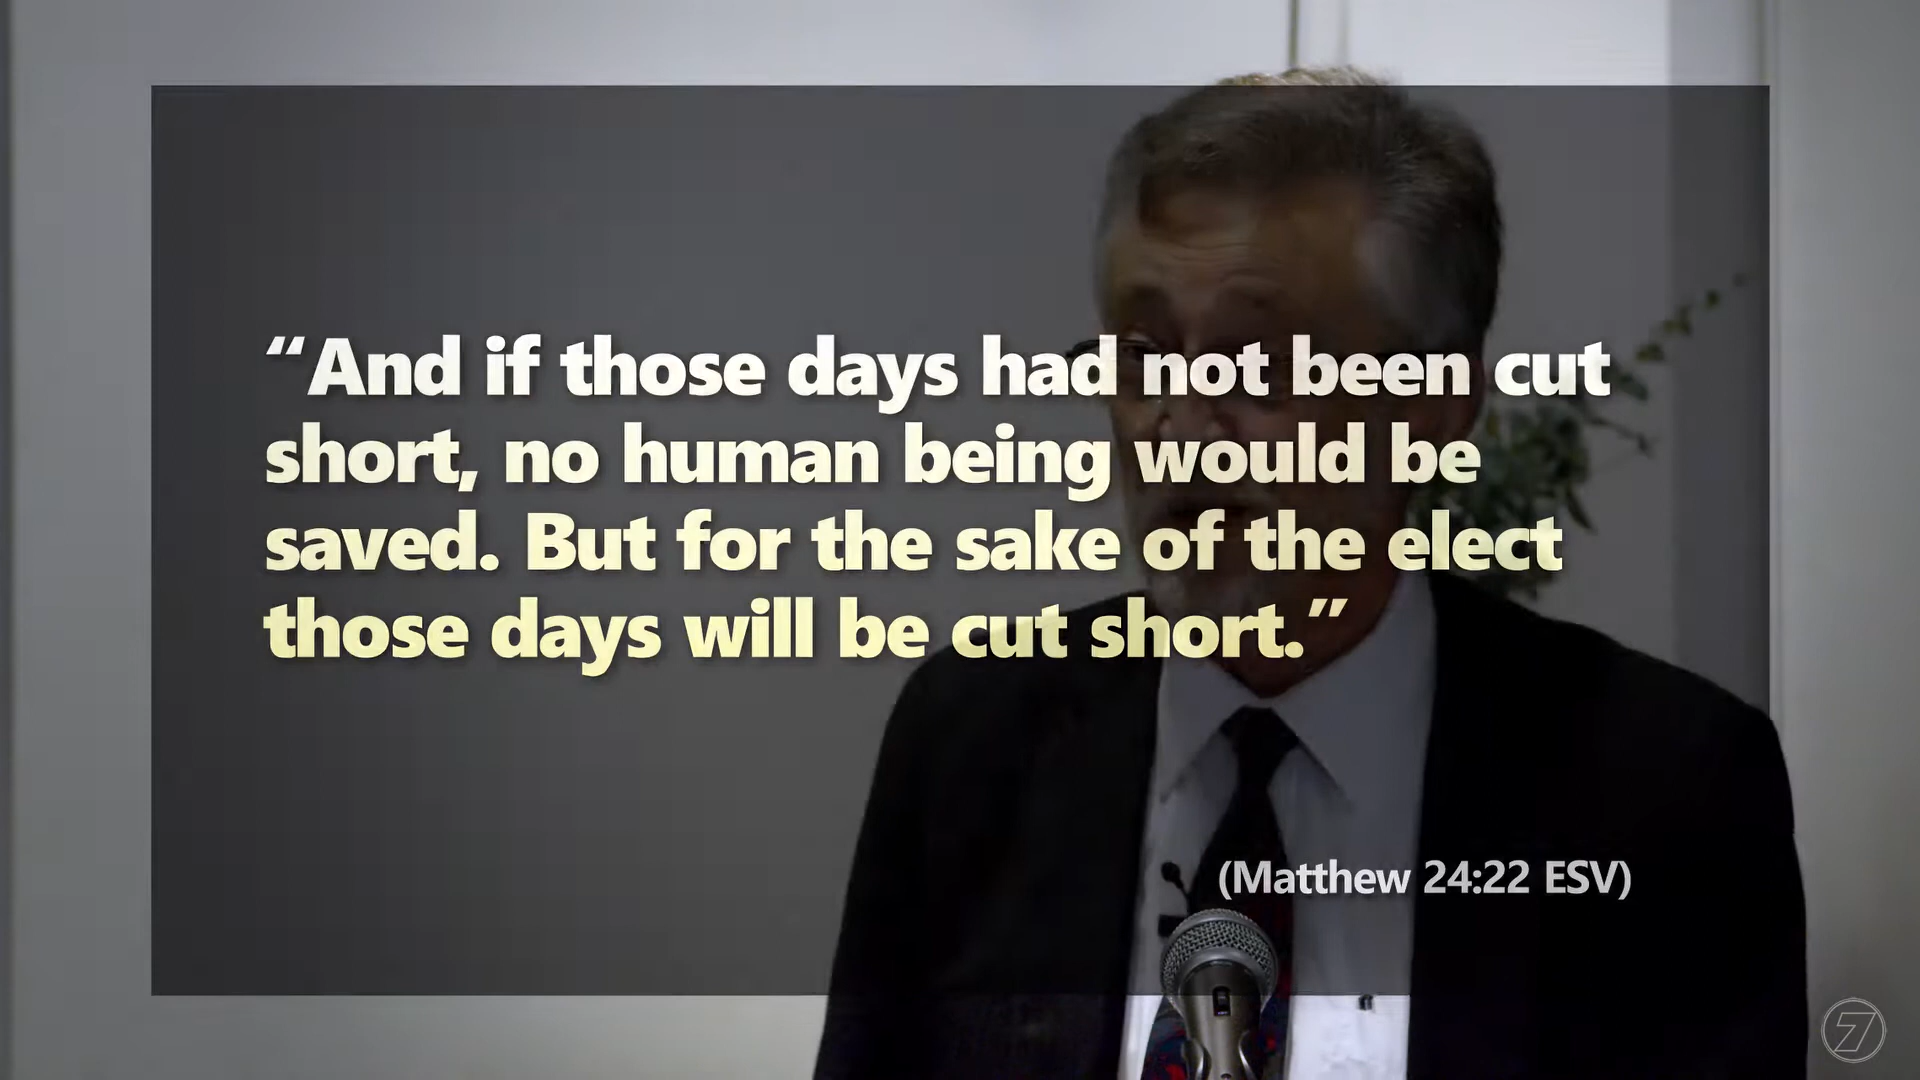 “And if those days had not been cut
short, no human being would be
saved. But for the sake of the elect
those days will be cut short.”
(Matthew 24:22 ESV)